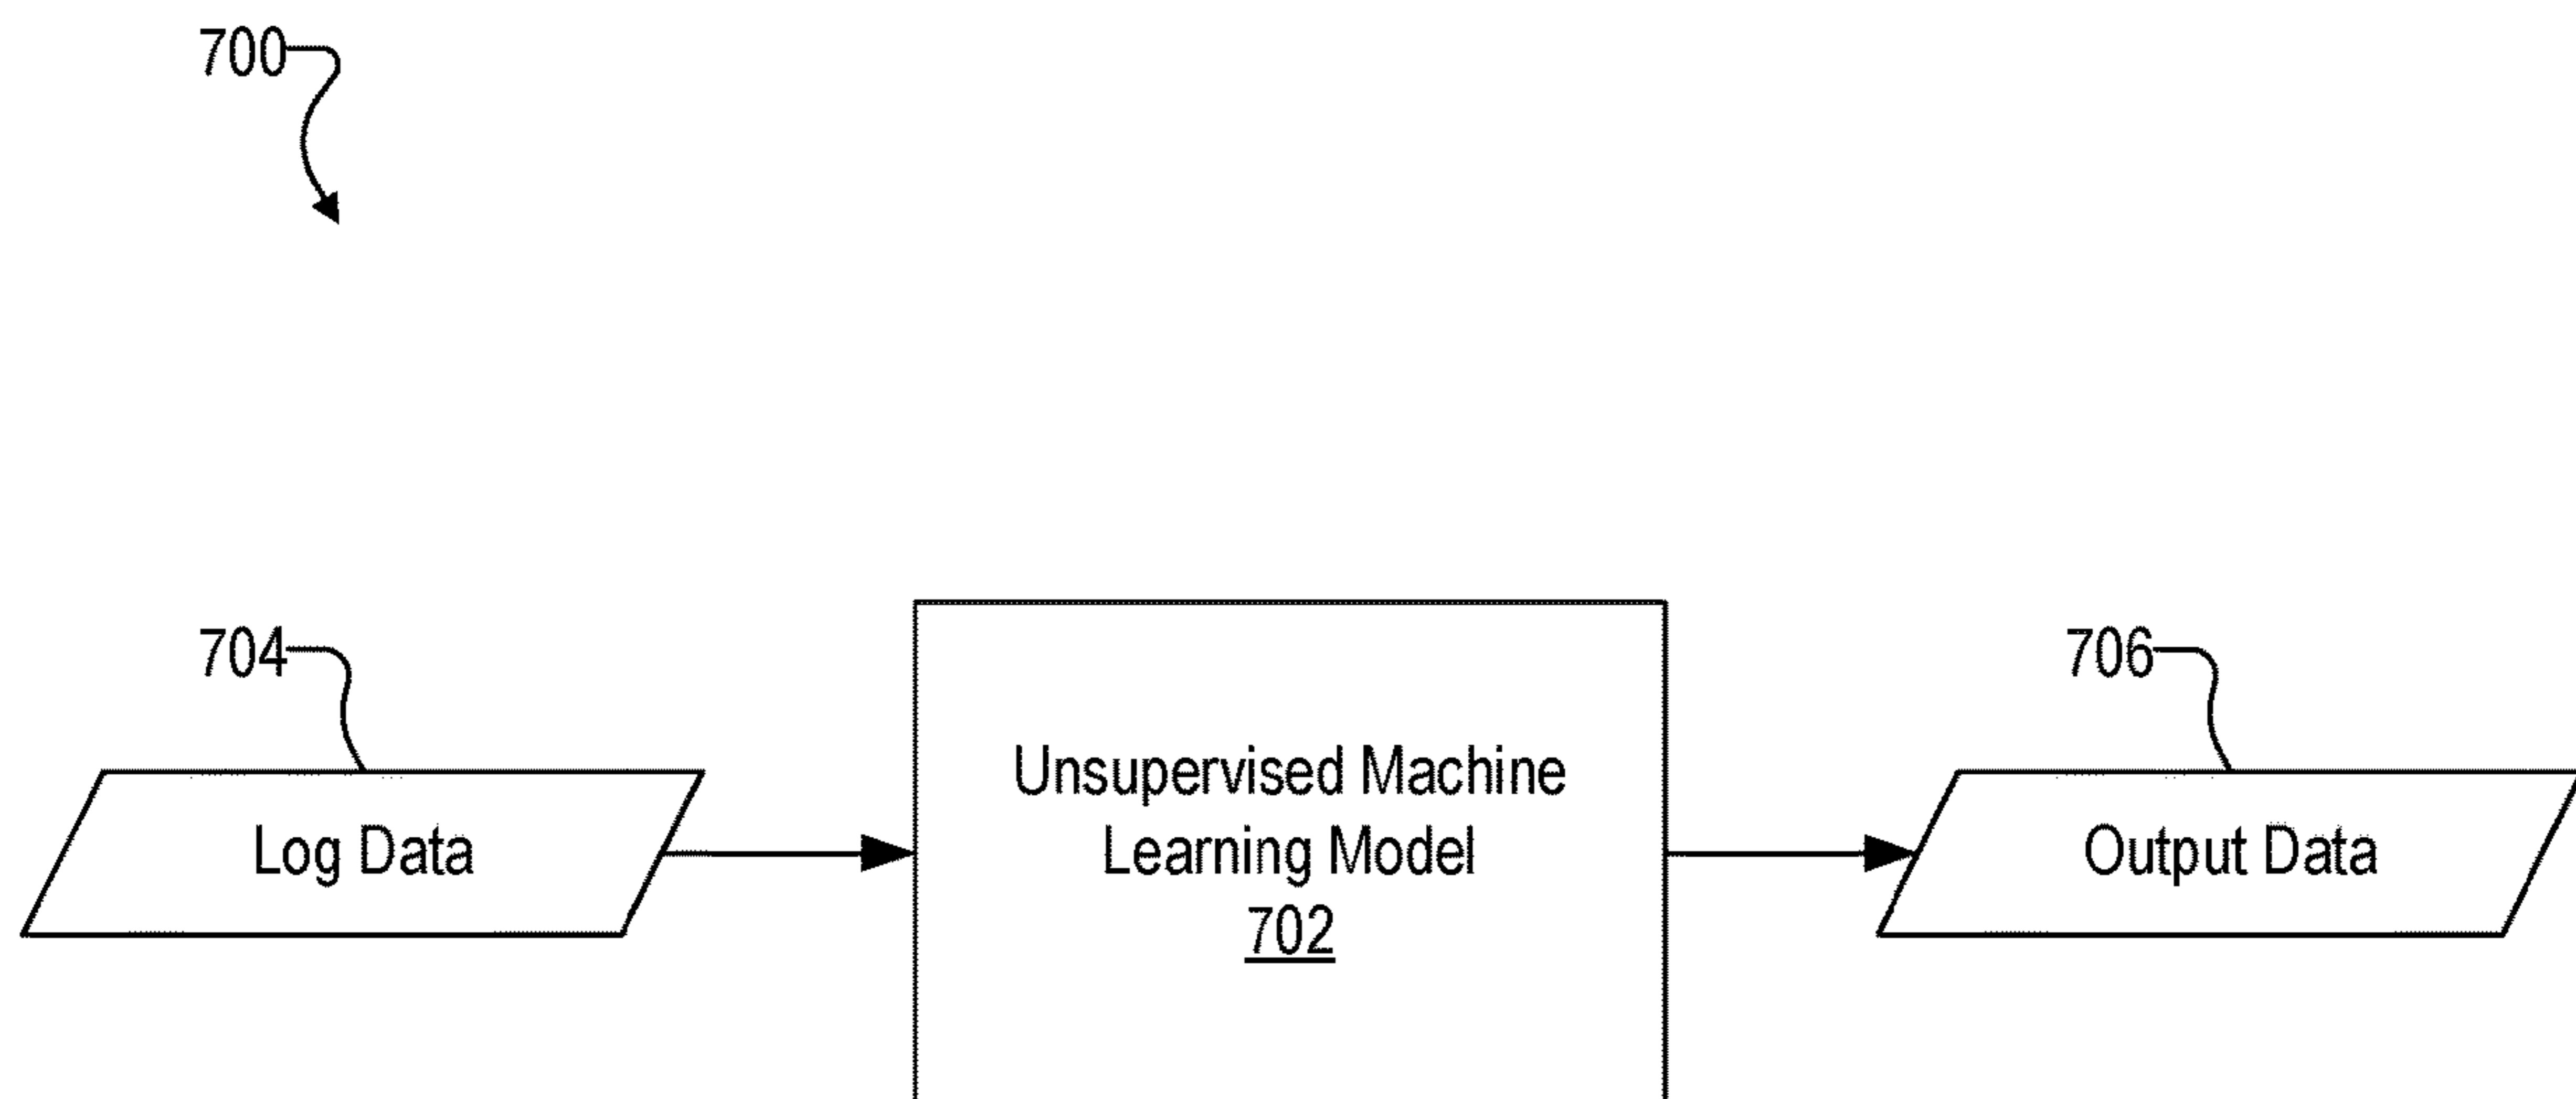 700
704
706
Log Data
Unsupervised Machine
Learning Model
702
Output Data